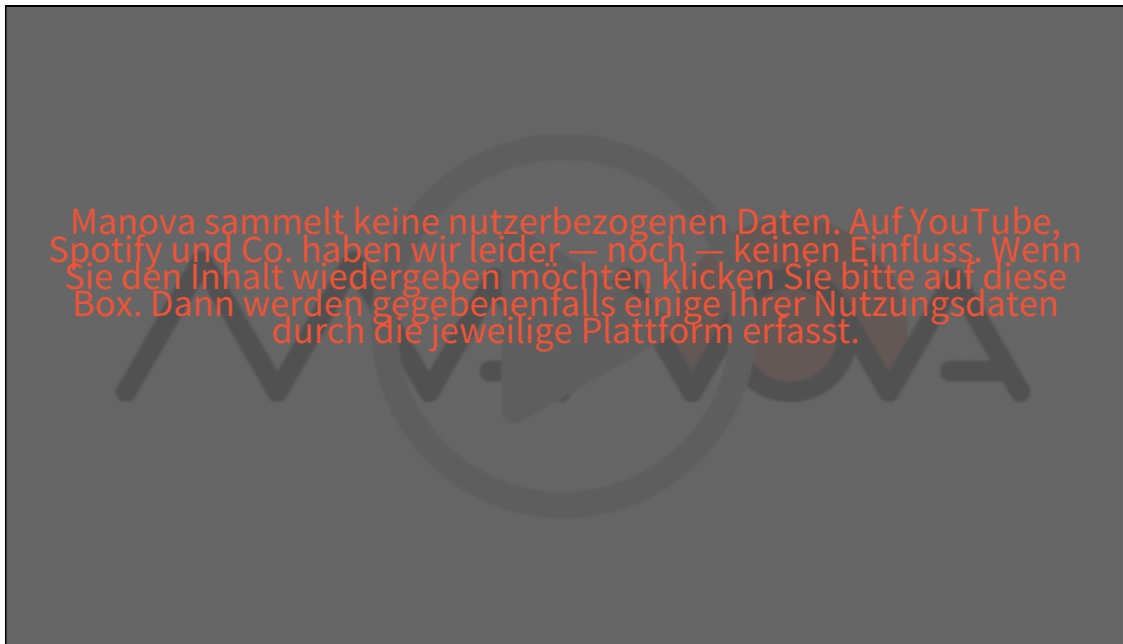 Manova sammelt keine nutzerbezogenen Daten. Auf YouTube,
Spotify und Co. haben wir leider — noch — keinen Einfluss. Wenn
Sie den Inhalt wiedergeben möchten klicken Sie bitte auf diese
Box. Dann werden gegebenenfalls einige Ihrer Nutzungsdaten
durch die jeweilige Plattform erfasst.
MANOVA